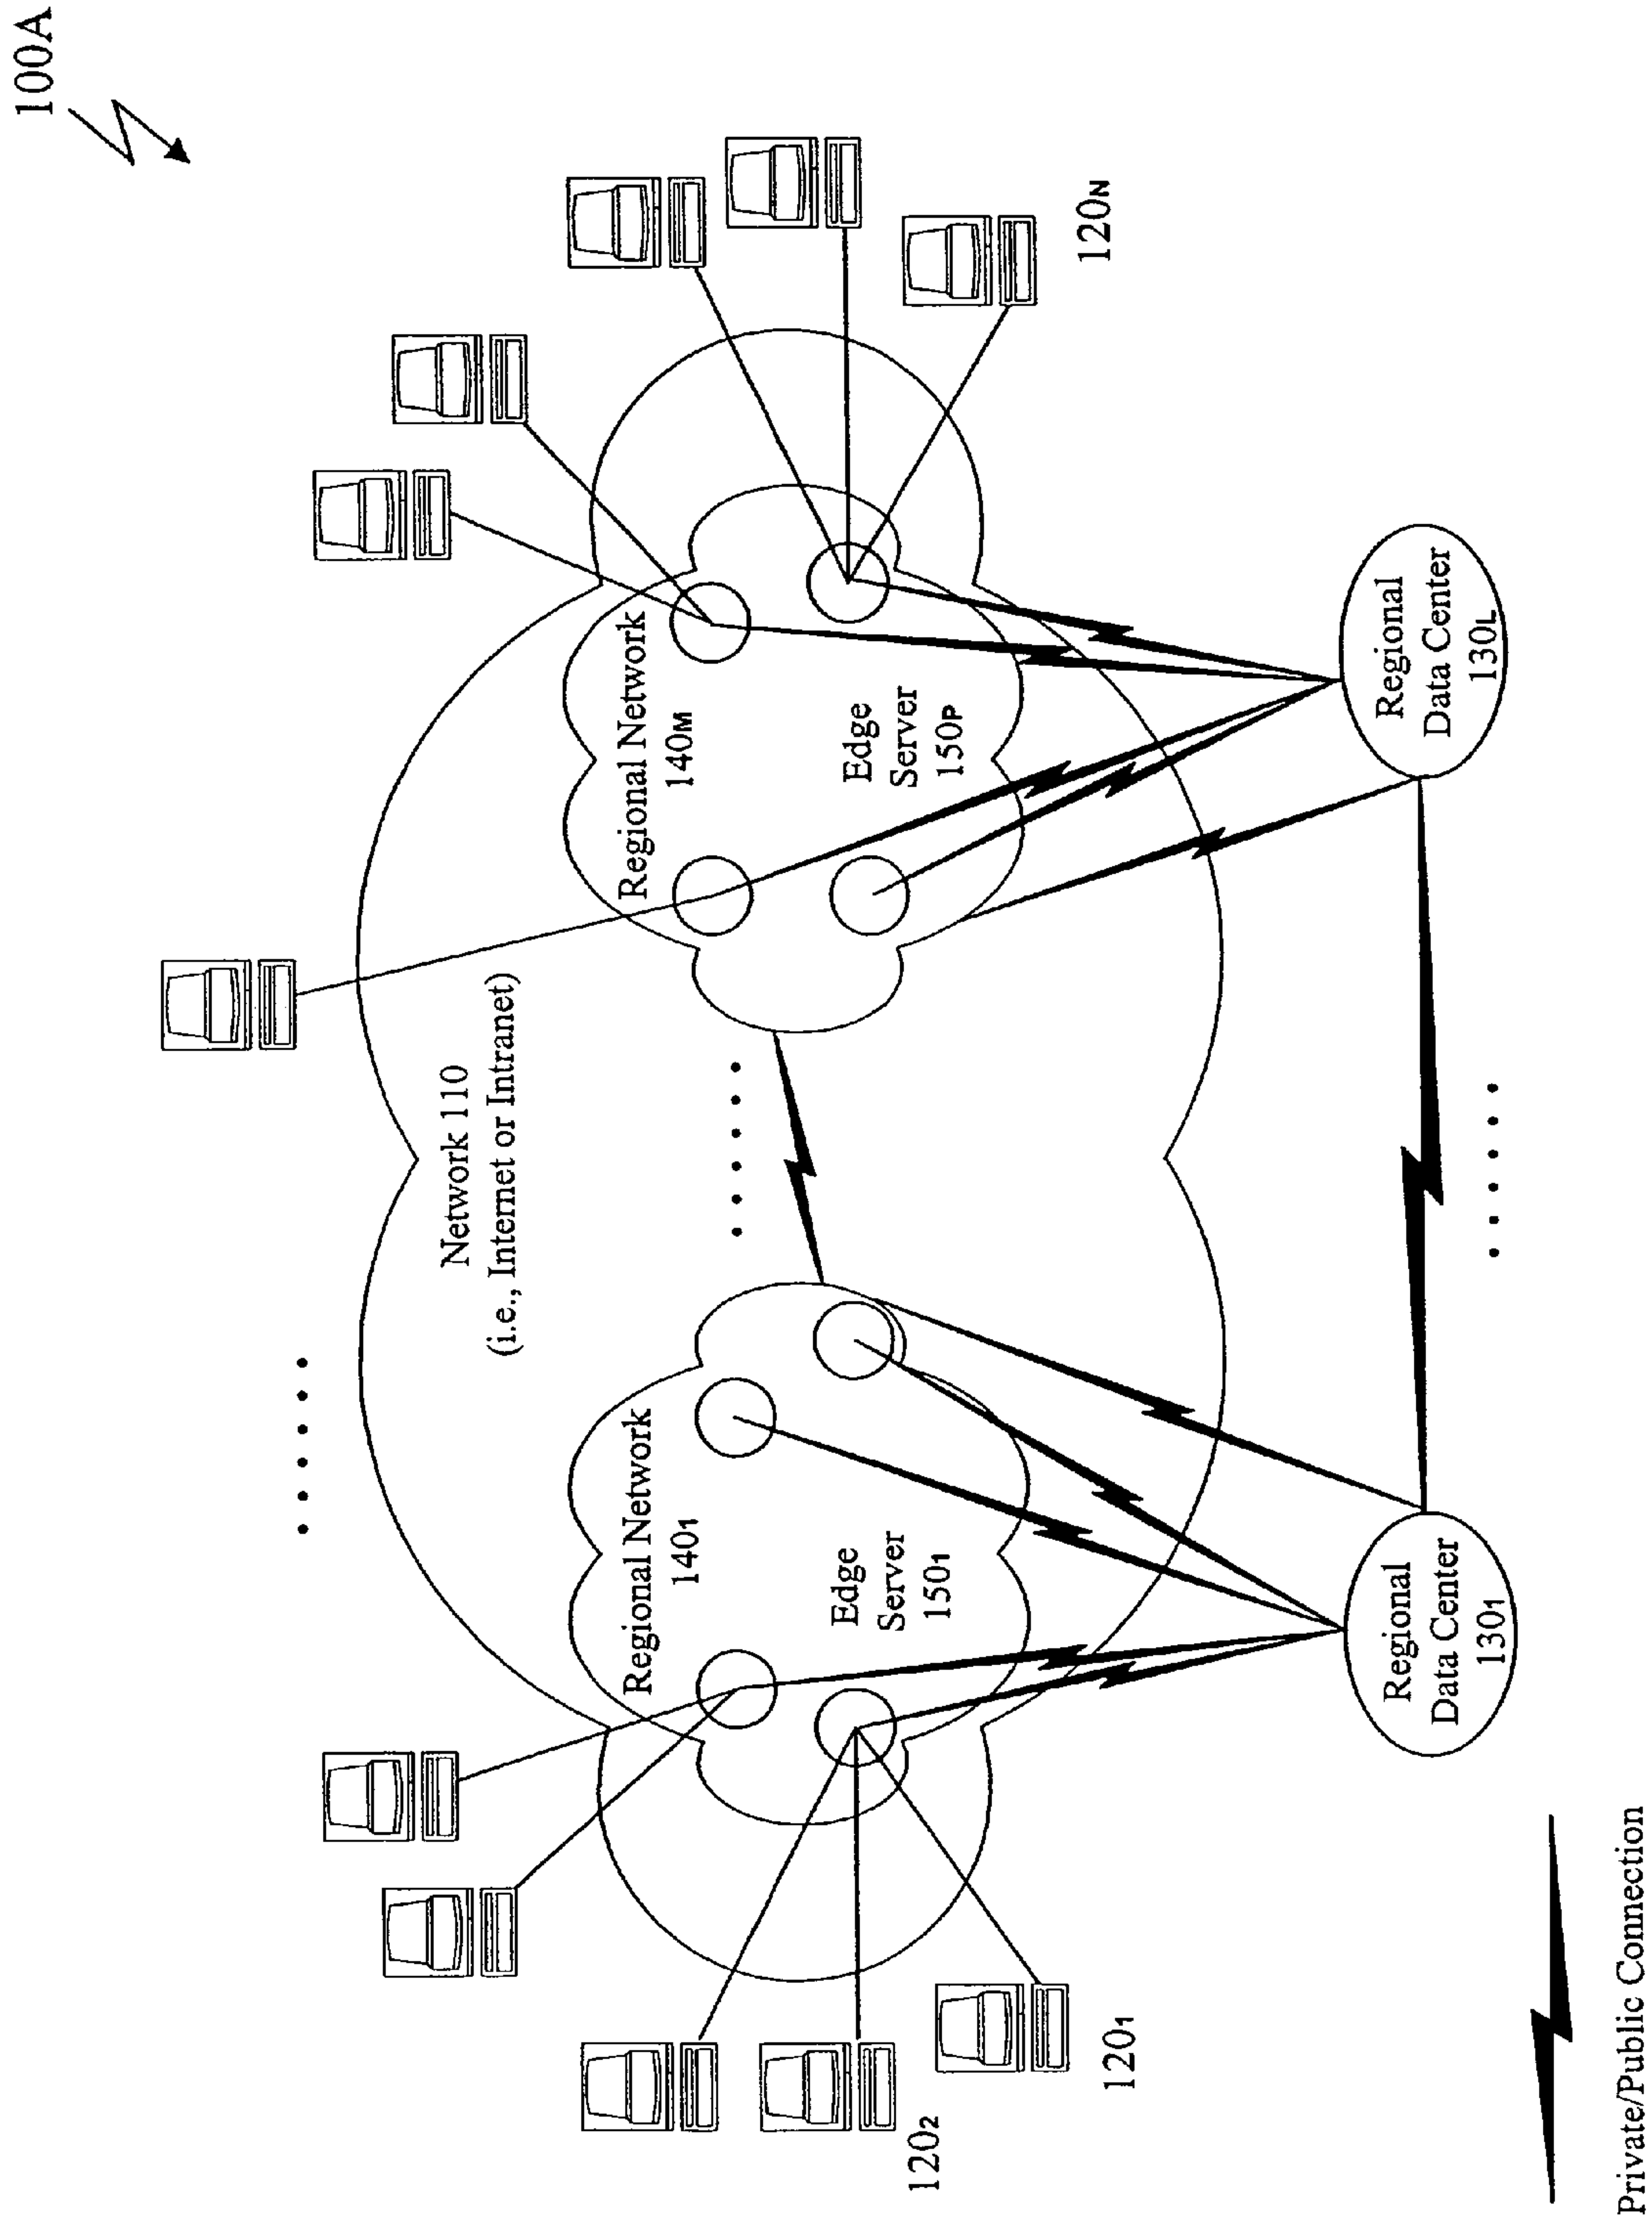 100A
Network 110
(i.e., Internet or Intranet)
Regional Network
140₁
Regional Network
140M
Edge
Server
150₁
Edge
Server
150P
120₂
120₁
120N
Regional
Data Center
130₁
Regional
Data Center
130L
Private/Public Connection